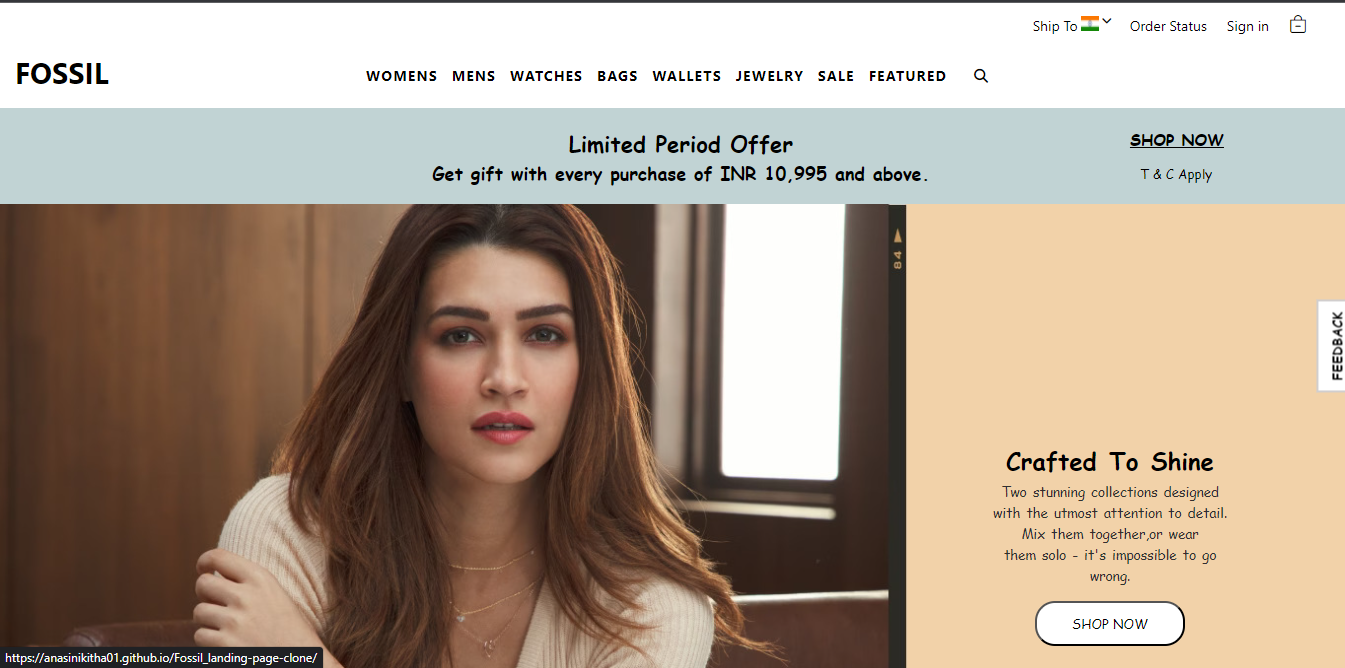 Ship To Order Status Sign in
FOSSIL
WOMENS MENS WATCHES BAGS WALLETS JEWELRY SALE FEATURED
Limited Period Offer
Get gift with every purchase of INR 10,995 and above.
SHOP NOW
T & C Apply
84
FEEDBACK
Crafted To Shine
Two stunning collections designed
with the utmost attention to detail.
Mix them together,or wear
them solo - it's impossible to go
wrong.
SHOP NOW
https://anasinikitha01.github.io/Fossil_landing-page-clone/